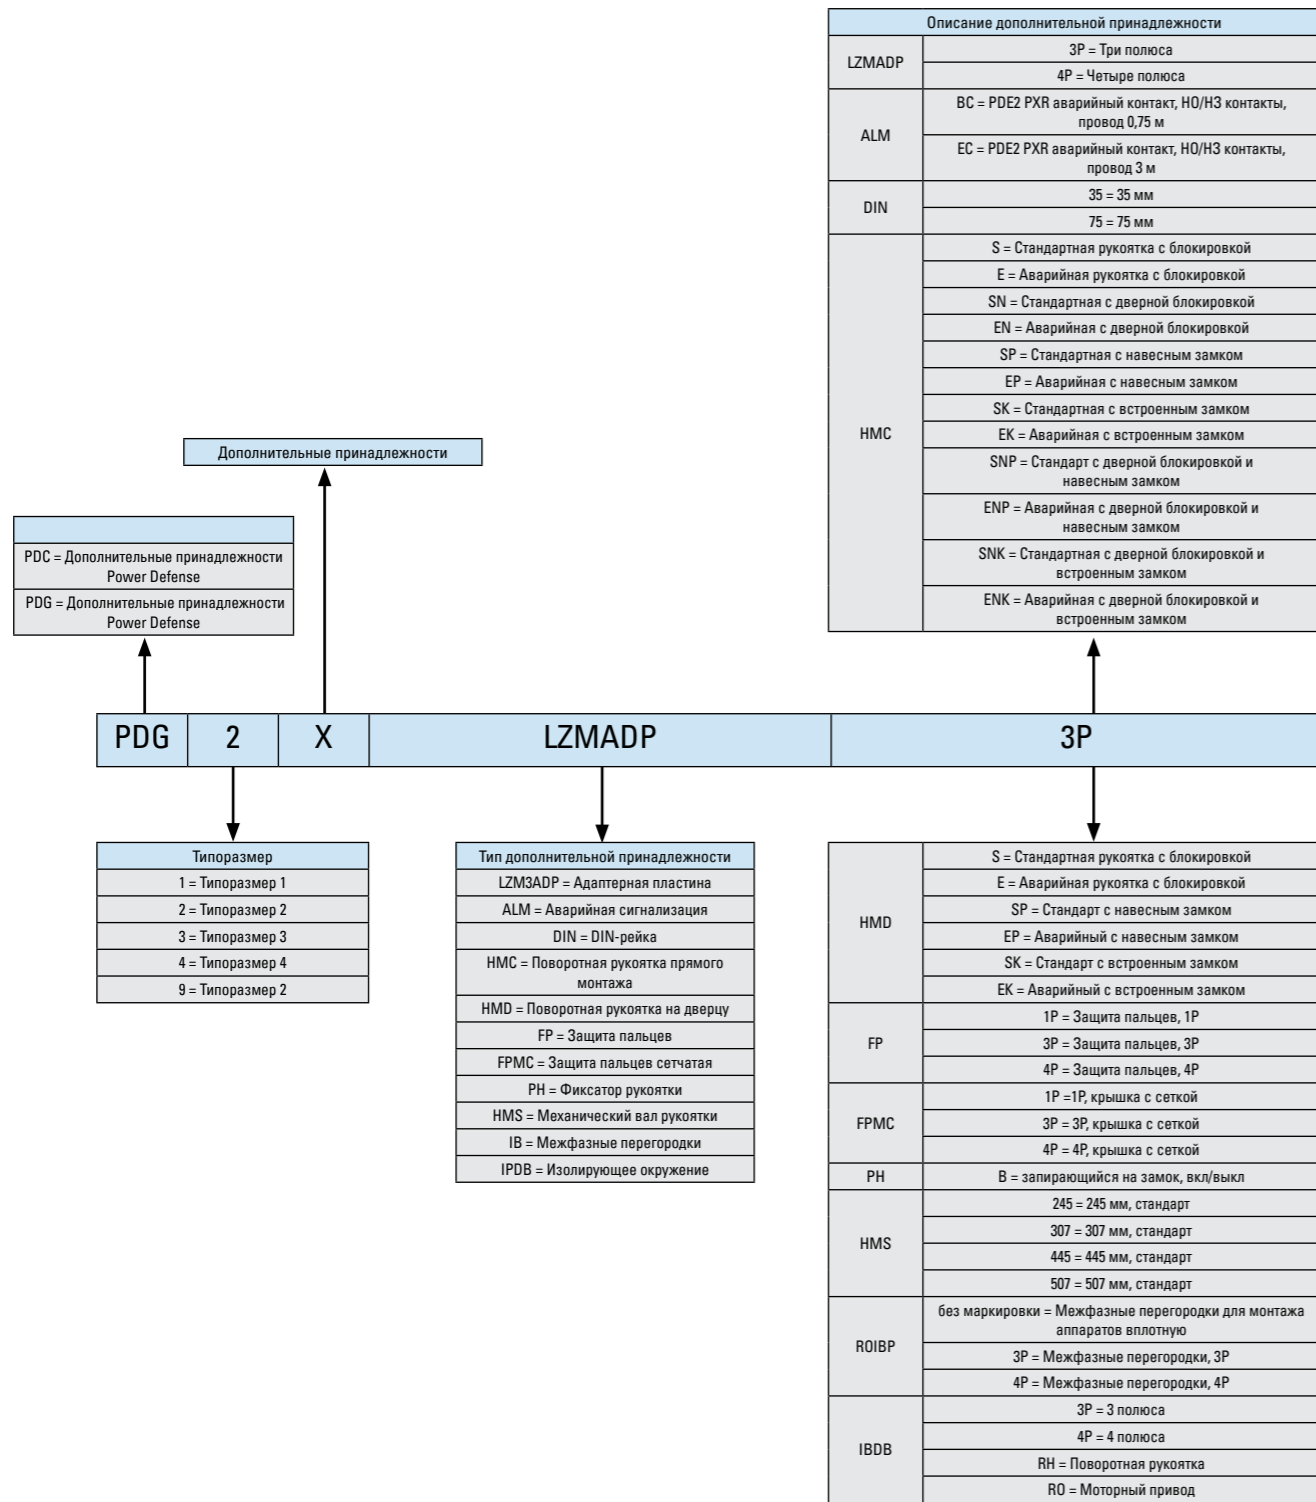 Описание дополнительной принадлежности
LZMADP
3P = Три полюса
4P = Четыре полюса
ALM
BC = PDE2 PXR аварийный контакт, НО/НЗ контакты,
провод 0,75 м
EC = PDE2 PXR аварийный контакт, НО/НЗ контакты,
провод 3 м
DIN
35 = 35 мм
75 = 75 мм
HMC
S = Стандартная рукоятка с блокировкой
E = Аварийная рукоятка с блокировкой
SN = Стандартная с дверной блокировкой
EN = Аварийная с дверной блокировкой
SP = Стандартная с навесным замком
EP = Аварийная с навесным замком
SK = Стандартная с встроенным замком
EK = Аварийная с встроенным замком
SNP = Стандарт с дверной блокировкой и
навесным замком
ENP = Аварийная с дверной блокировкой и
навесным замком
SNK = Стандартная с дверной блокировкой и
встроенным замком
ENK = Аварийная с дверной блокировкой и
встроенным замком
Дополнительные принадлежности
PDC = Дополнительные принадлежности
Power Defense
PDG = Дополнительные принадлежности
Power Defense
PDG 2 X LZMADP 3P
Типоразмер
1 = Типоразмер 1
2 = Типоразмер 2
3 = Типоразмер 3
4 = Типоразмер 4
9 = Типоразмер 2
Тип дополнительной принадлежности
LZM3ADP = Адаптерная пластина
ALM = Аварийная сигнализация
DIN = DIN-рейка
HMC = Поворотная рукоятка прямого
монтажа
HMD = Поворотная рукоятка на дверцу
FP = Защита пальцев
FPMC = Защита пальцев сетчатая
PH = Фиксатор рукоятки
HMS = Механический вал рукоятки
IB = Межфазные перегородки
IPDB = Изолирующее окружение
HMD
S = Стандартная рукоятка с блокировкой
E = Аварийная рукоятка с блокировкой
SP = Стандарт с навесным замком
EP = Аварийный с навесным замком
SK = Стандарт с встроенным замком
EK = Аварийный с встроенным замком
FP
1P = Защита пальцев, 1P
3P = Защита пальцев, 3P
4P = Защита пальцев, 4P
FPMC
1P =1P, крышка с сеткой
3P = 3P, крышка с сеткой
4P = 4P, крышка с сеткой
PH
B = запирающийся на замок, вкл/выкл
HMS
245 = 245 мм, стандарт
307 = 307 мм, стандарт
445 = 445 мм, стандарт
507 = 507 мм, стандарт
ROIBP
без маркировки = Межфазные перегородки для монтажа
аппаратов вплотную
3P = Межфазные перегородки, 3P
4P = Межфазные перегородки, 4P
IBDB
3P = 3 полюса
4P = 4 полюса
RH = Поворотная рукоятка
RO = Моторный привод